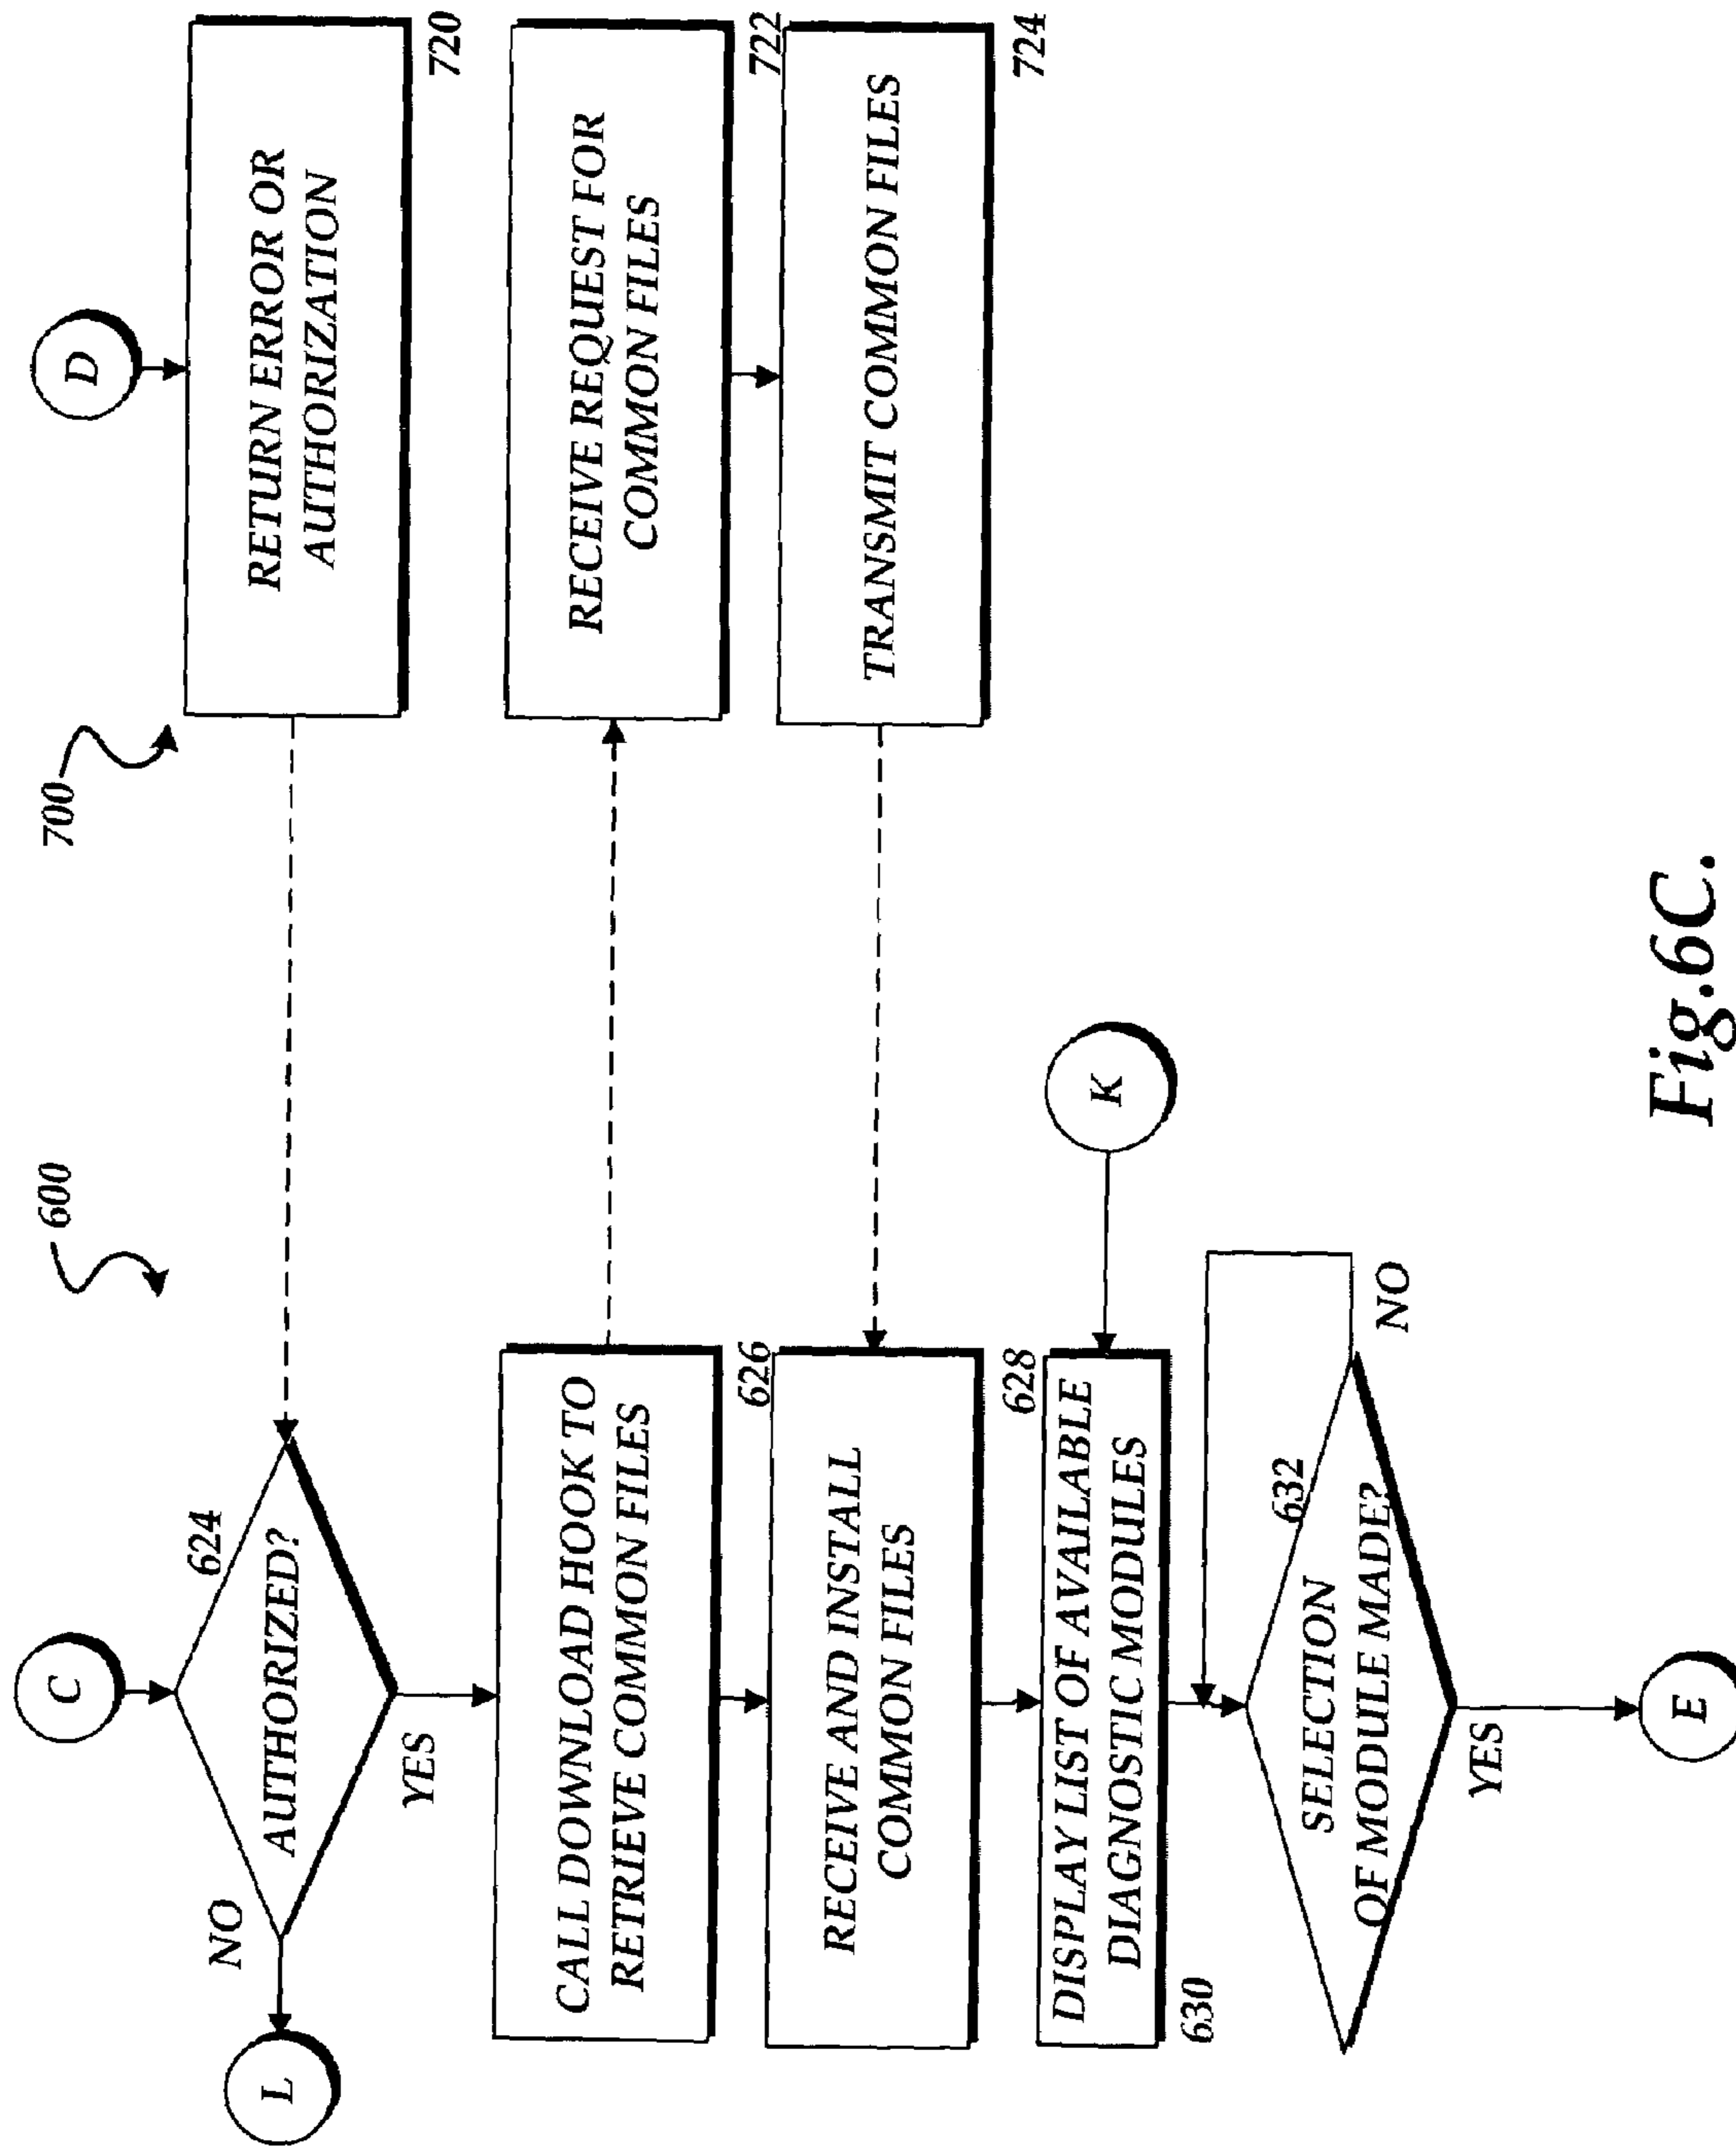 600
700
C
D
624
AUTHORIZED?
NO
L
YES
RETURN ERROR OR
AUTHORIZATION
720
CALL DOWNLOAD HOOK TO
RETRIEVE COMMON FILES
626
RECEIVE REQUEST FOR
COMMON FILES
722
RECEIVE AND INSTALL
COMMON FILES
628
TRANSMIT COMMON FILES
724
DISPLAY LIST OF AVAILABLE
DIAGNOSTIC MODULES
630
K
632
SELECTION
OF MODULE MADE?
NO
YES
E
Fig.6C.